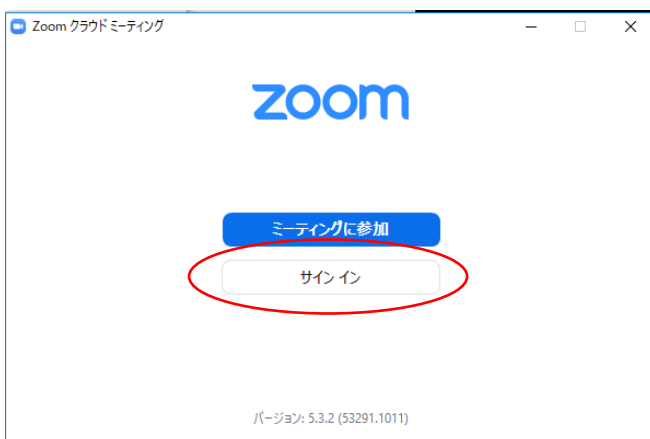 Zoom クラウド ミーティング
zoom
ミーティングに参加
サイン イン
バージョン: 5.3.2 (53291.1011)